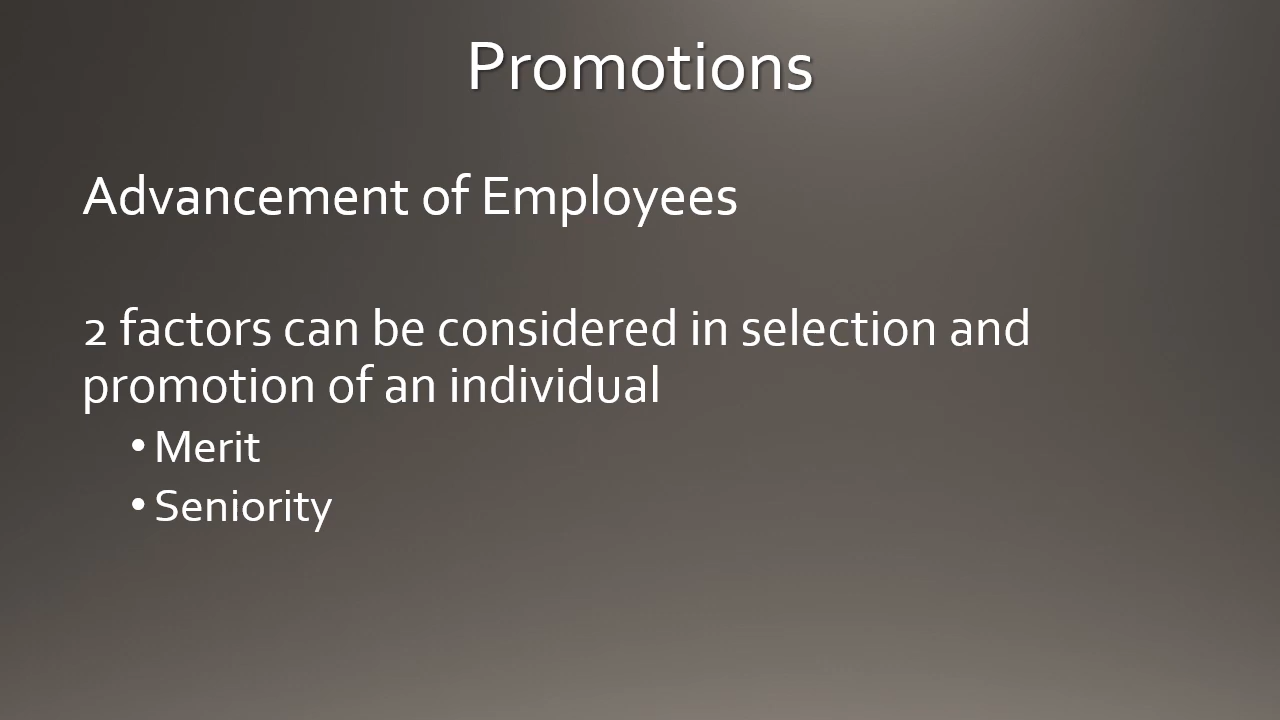 Promotions
Advancement of Employees
2 factors can be considered in selection and
promotion of an individual
• Merit
• Seniority